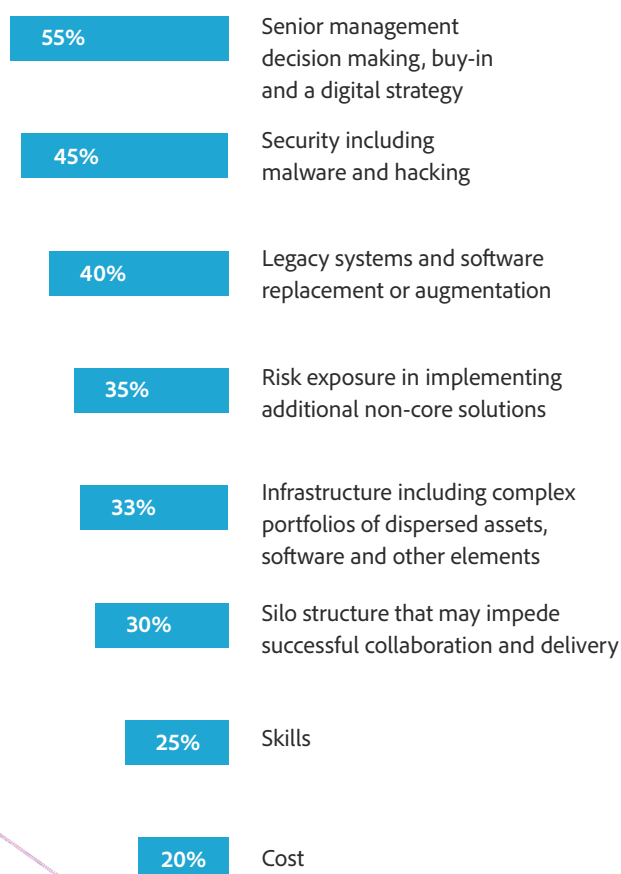 55%
Senior management
decision making, buy-in
and a digital strategy
45%
Security including
malware and hacking
40%
Legacy systems and software
replacement or augmentation
35%
Risk exposure in implementing
additional non-core solutions
33%
Infrastructure including complex
portfolios of dispersed assets,
software and other elements
30%
Silo structure that may impede
successful collaboration and delivery
25%
Skills
20%
Cost